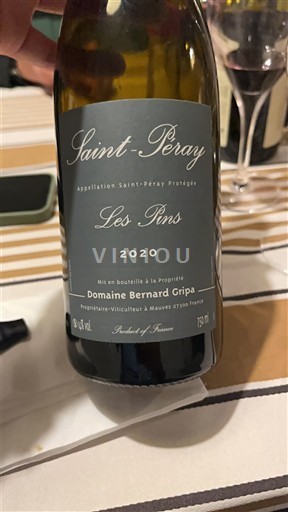 Saint-Péray
Appellation Saint-Péray Protégée
Les Pins
2020
VINIOU
Mis en bouteille à la Propriété
Domaine Bernard Gripa
Propriétaire-Viticulteur à Mauves 07300 France
750 ml
Product of France